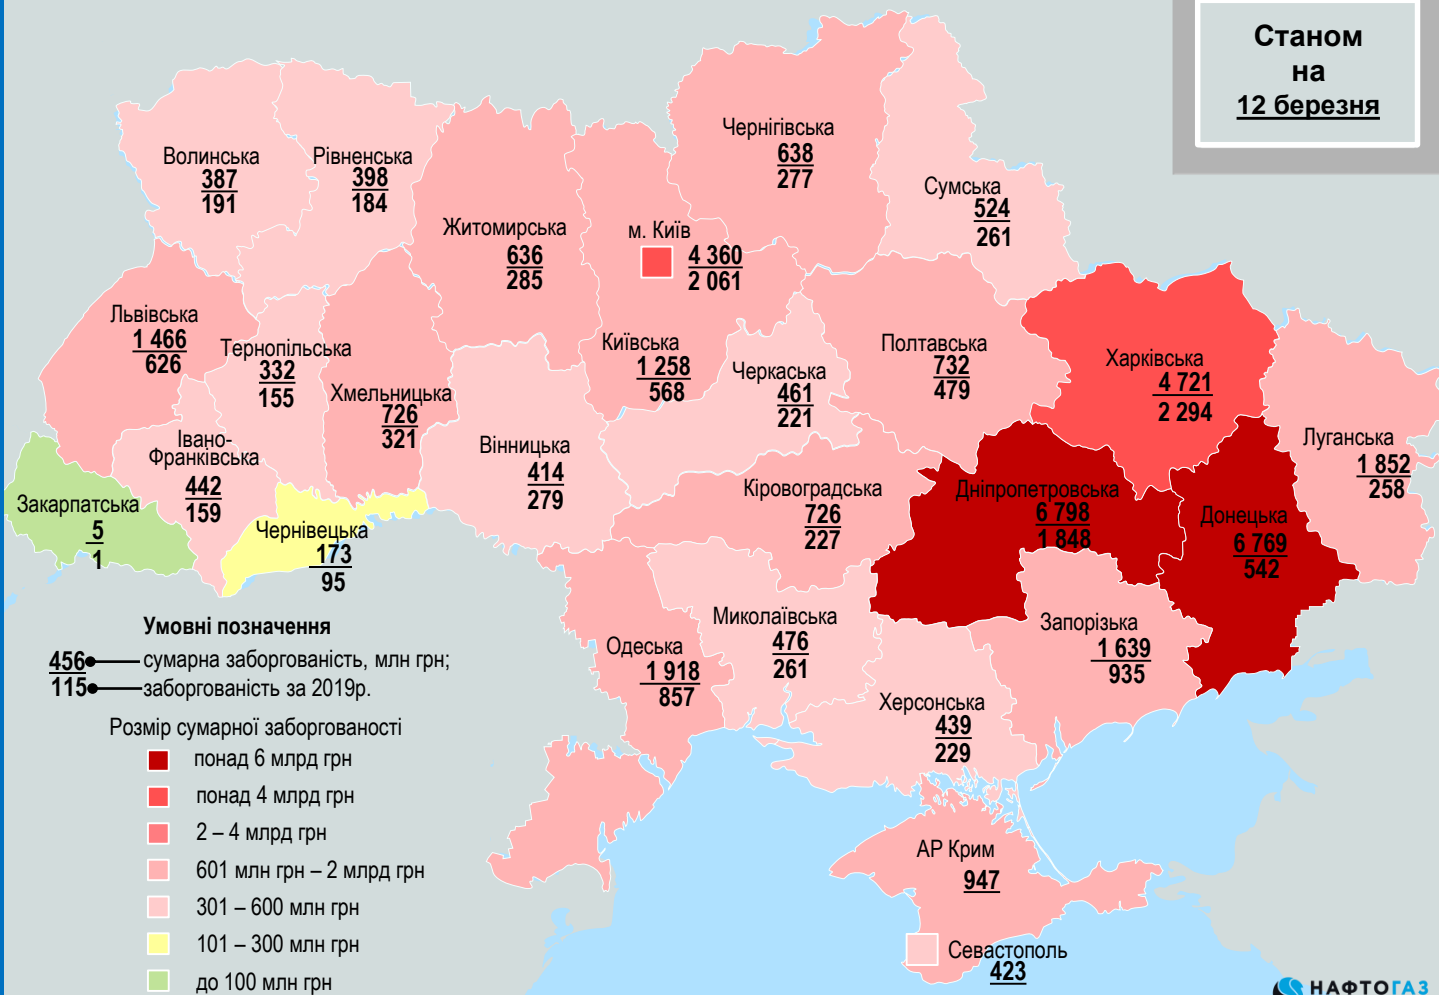 Станом
на
12 березня
Чернігівська
638
277
Волинська
387
191
Рівненська
398
184
Сумська
524
261
Житомирська
636
285
м. Київ
4 360
2 061
Львівська
1 466
626
Тернопільська
332
155
Хмельницька
726
321
Київська
1 258
568
Черкаська
461
221
Полтавська
732
479
Харківська
4 721
2 294
Луганська
1 852
258
Івано-
Франківська
442
159
Вінницька
414
279
Кіровоградська
726
227
Дніпропетровська
6 798
1 848
Донецька
6 769
542
Закарпатська
5
1
Чернівецька
173
95
Миколаївська
476
261
Запорізька
1 639
935
Одеська
1 918
857
Херсонська
439
229
АР Крим
947
Севастополь
423
Умовні позначення
456 сумарна заборгованість, млн грн;
115 заборгованість за 2019р.
Розмір сумарної заборгованості
понад 6 млрд грн
понад 4 млрд грн
2 – 4 млрд грн
601 млн грн – 2 млрд грн
301 – 600 млн грн
101 – 300 млн грн
до 100 млн грн
НАФТОГАЗ